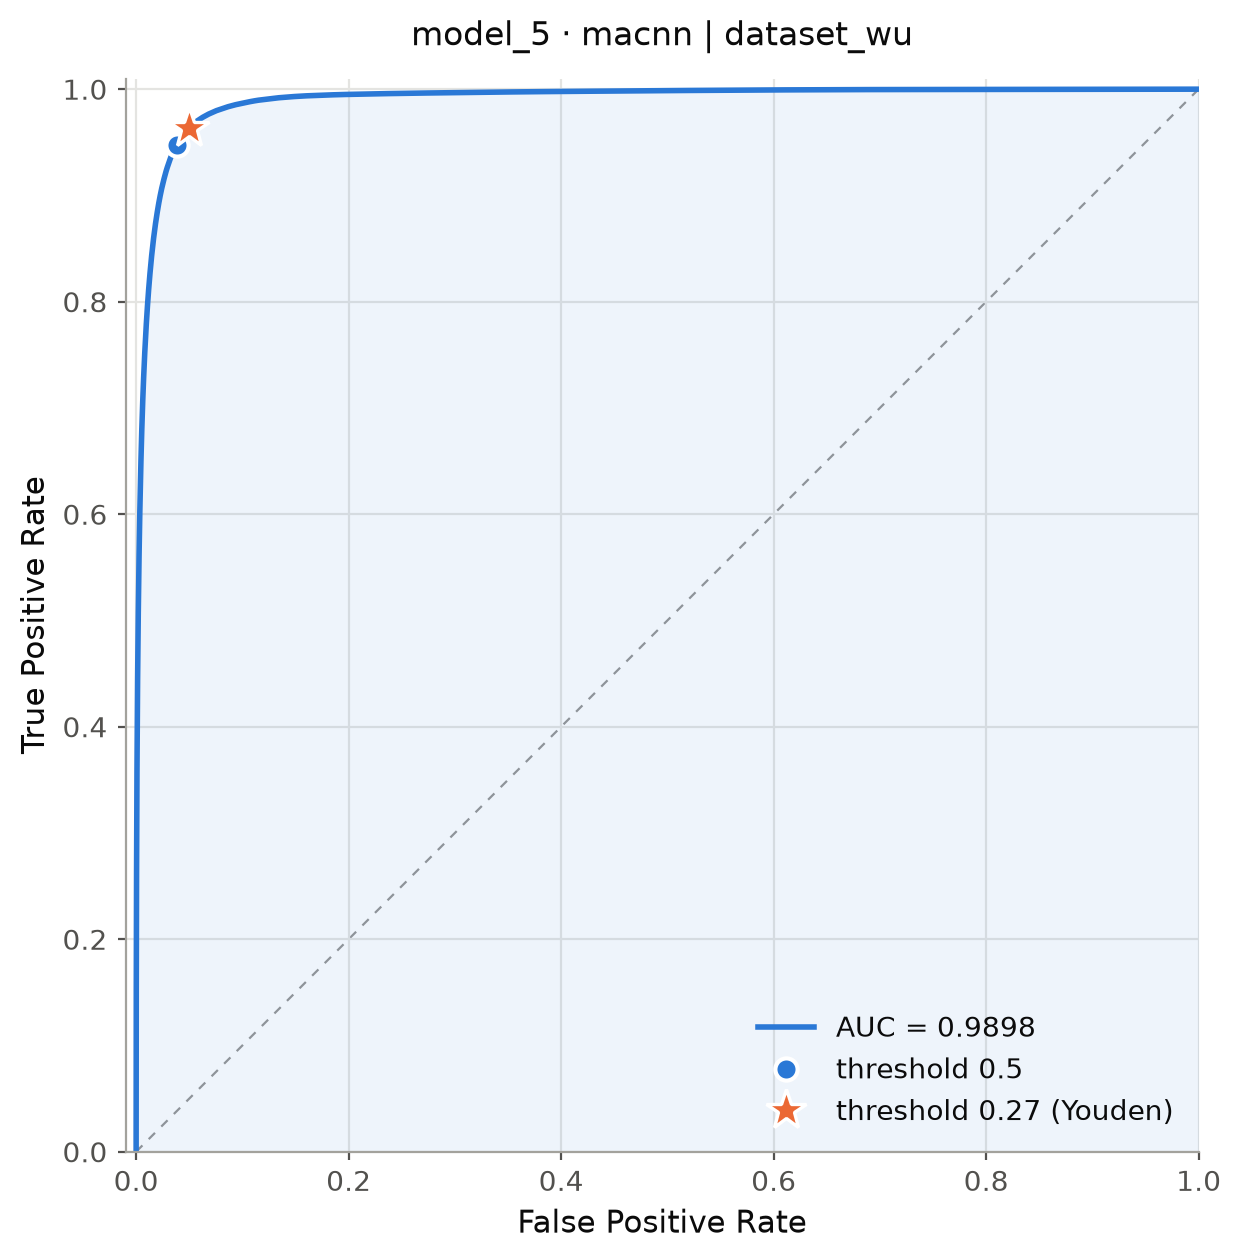 model_5 · macnn | dataset_wu
True Positive Rate
1.0
0.8
0.6
0.4
0.2
0.0
0.0 0.2 0.4 0.6 0.8 1.0
False Positive Rate
AUC = 0.9898
threshold 0.5
threshold 0.27 (Youden)